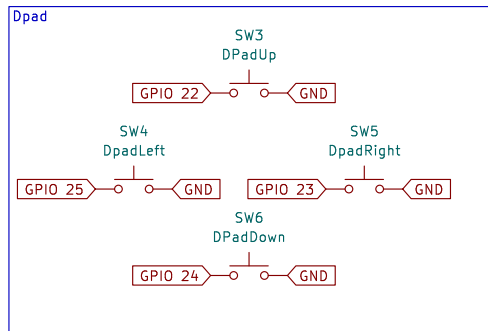 Dpad
SW3
DPadUp
GPIO 22 GND
SW4 SW5
DpadLeft DpadRight
GPIO 25 GND GPIO 23 GND
SW6
DPadDown
GPIO 24 GND